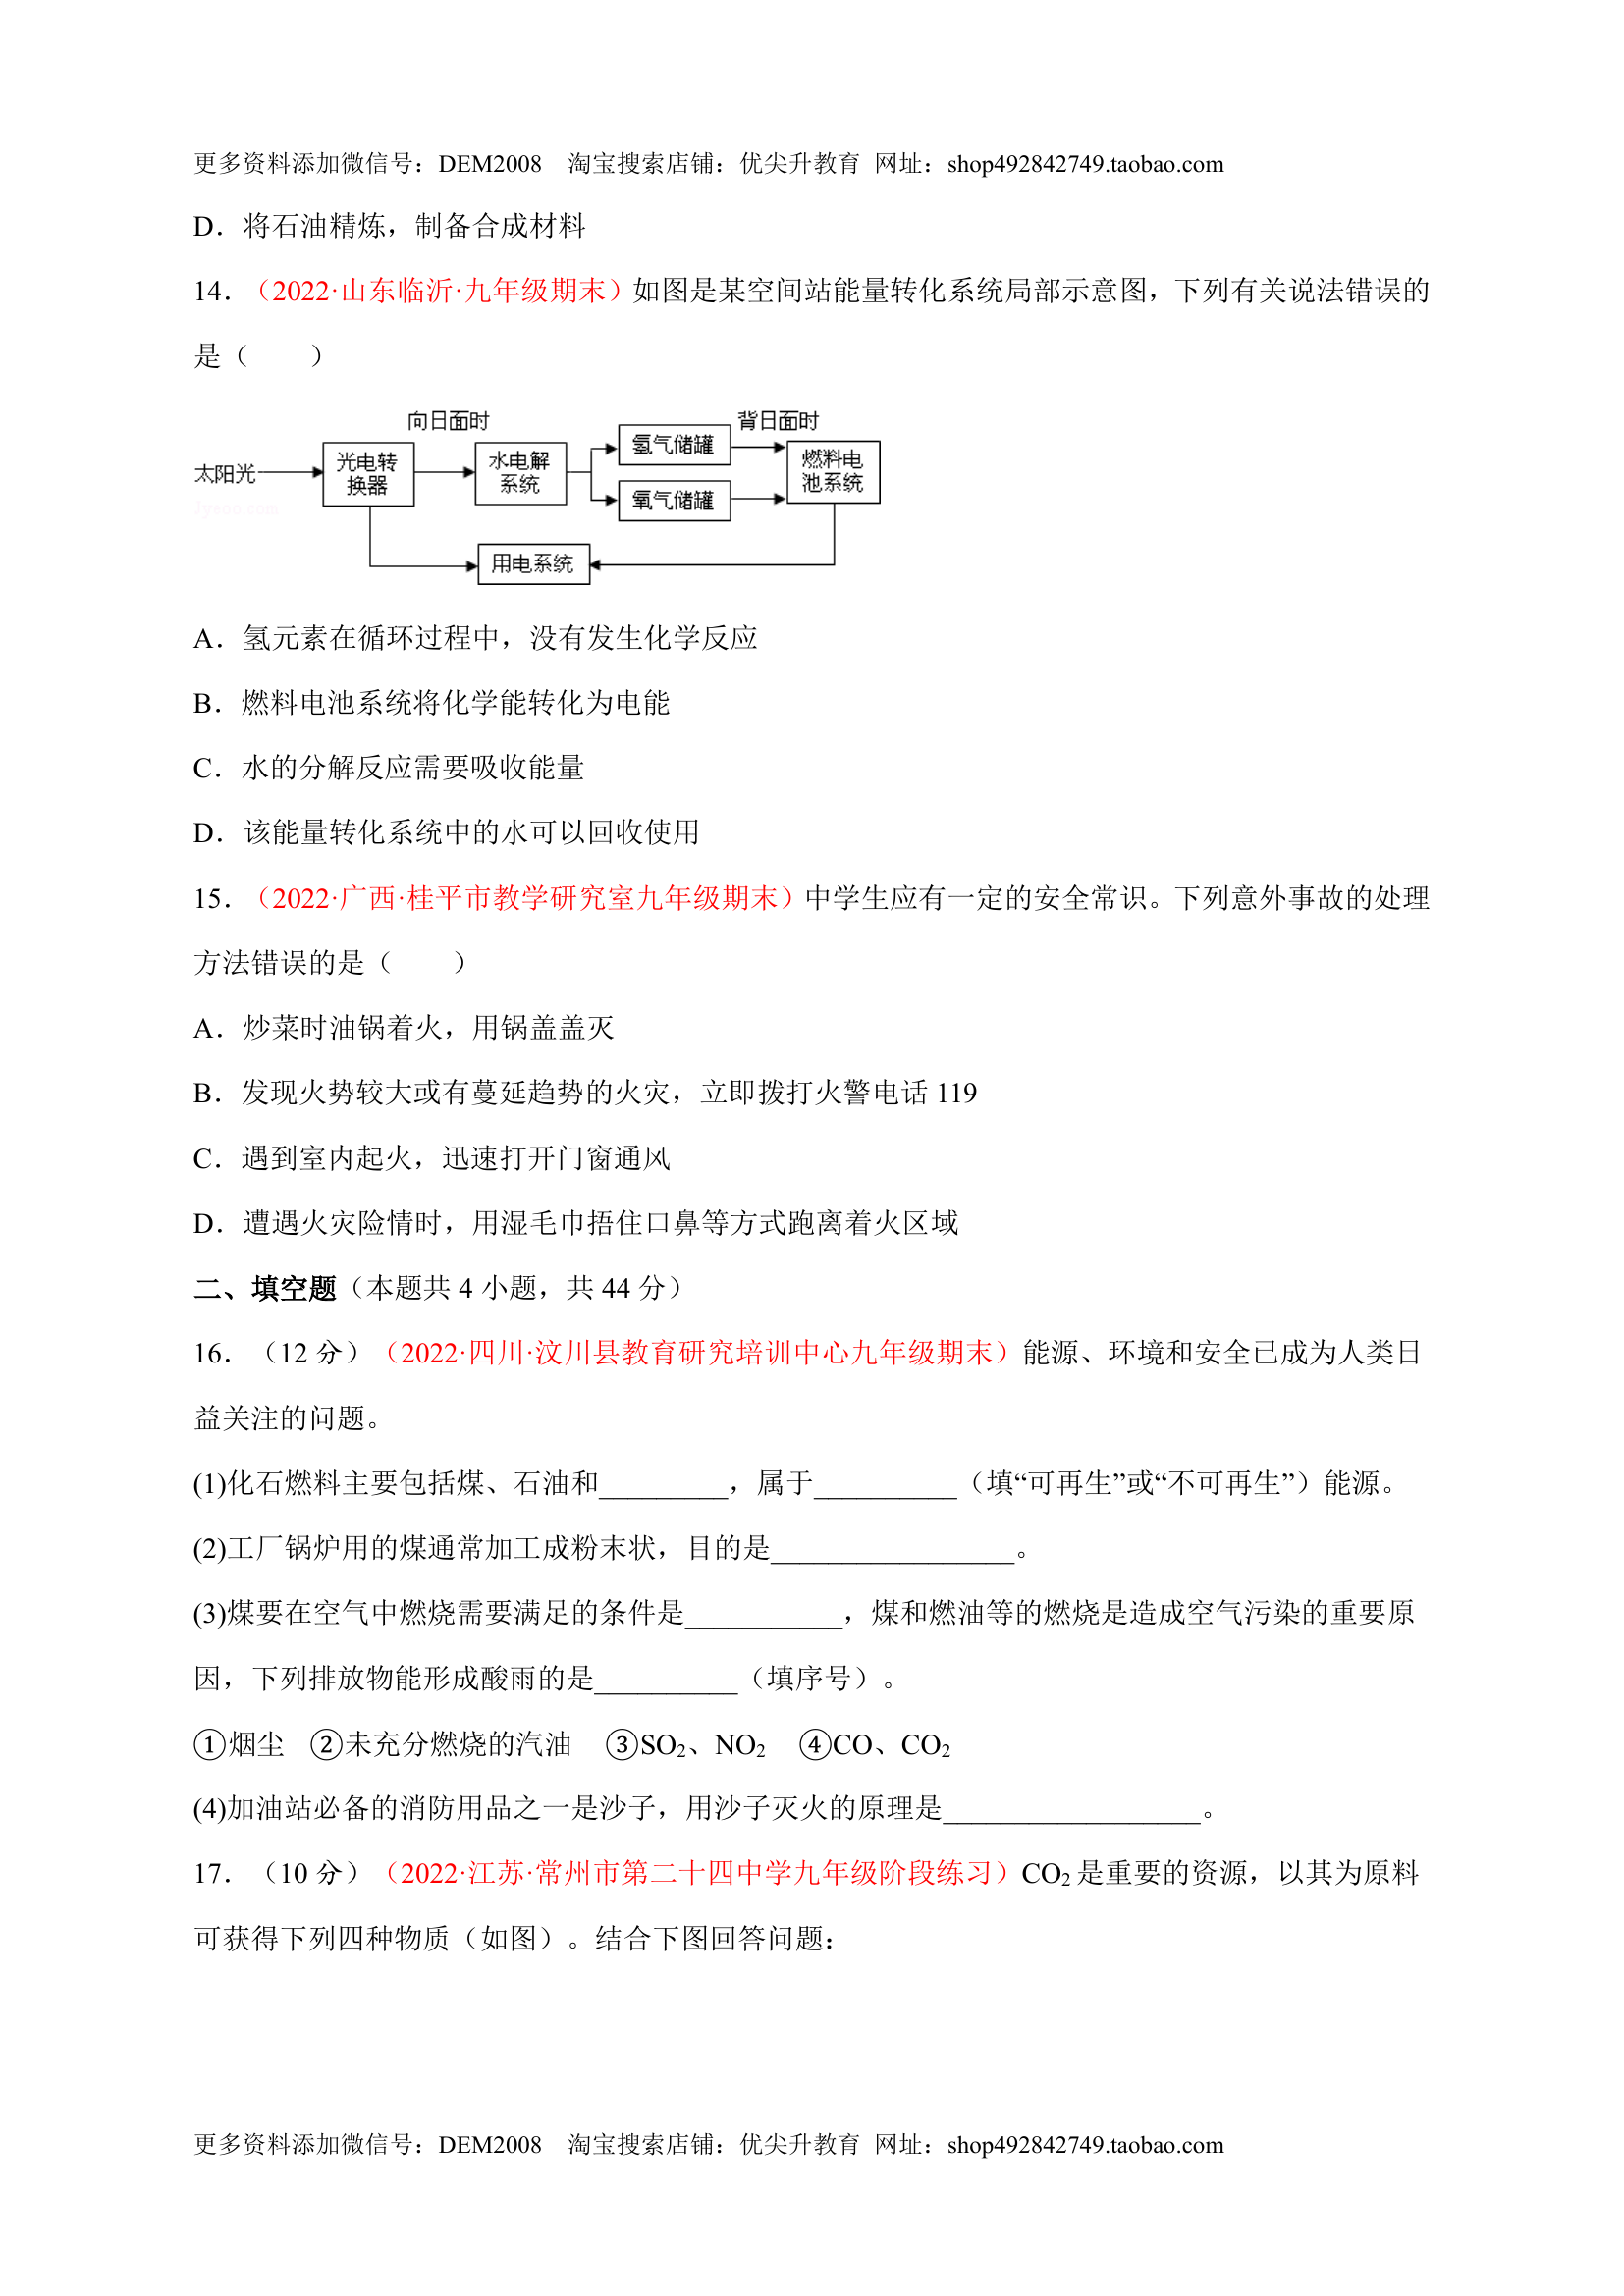 更多资料添加微信号：DEM2008 淘宝搜索店铺：优尖升教育 网址：shop492842749.taobao.com
D．将石油精炼，制备合成材料
14．（2022·山东临沂·九年级期末）如图是某空间站能量转化系统局部示意图，下列有关说法错误的
是（　　）
向日面时 背日面时
太阳光
光电转
换器
水电解
系统
氢气储罐
氧气储罐
燃料电
池系统
用电系统
A．氢元素在循环过程中，没有发生化学反应
B．燃料电池系统将化学能转化为电能
C．水的分解反应需要吸收能量
D．该能量转化系统中的水可以回收使用
15．（2022·广西·桂平市教学研究室九年级期末）中学生应有一定的安全常识。下列意外事故的处理
方法错误的是（　　）
A．炒菜时油锅着火，用锅盖盖灭
B．发现火势较大或有蔓延趋势的火灾，立即拨打火警电话 119
C．遇到室内起火，迅速打开门窗通风
D．遭遇火灾险情时，用湿毛巾捂住口鼻等方式跑离着火区域
二、填空题（本题共 4 小题，共 44 分）
16．（12 分）（2022·四川·汶川县教育研究培训中心九年级期末）能源、环境和安全已成为人类日
益关注的问题。
(1)化石燃料主要包括煤、石油和_________，属于__________（填“可再生”或“不可再生”）能源。
(2)工厂锅炉用的煤通常加工成粉末状，目的是_________________。
(3)煤要在空气中燃烧需要满足的条件是___________，煤和燃油等的燃烧是造成空气污染的重要原
因，下列排放物能形成酸雨的是__________（填序号）。
①烟尘 ②未充分燃烧的汽油 ③SO₂、NO₂ ④CO、CO₂
(4)加油站必备的消防用品之一是沙子，用沙子灭火的原理是__________________。
17．（10 分）（2022·江苏·常州市第二十四中学九年级阶段练习）CO₂ 是重要的资源，以其为原料
可获得下列四种物质（如图）。结合下图回答问题：
更多资料添加微信号：DEM2008 淘宝搜索店铺：优尖升教育 网址：shop492842749.taobao.com